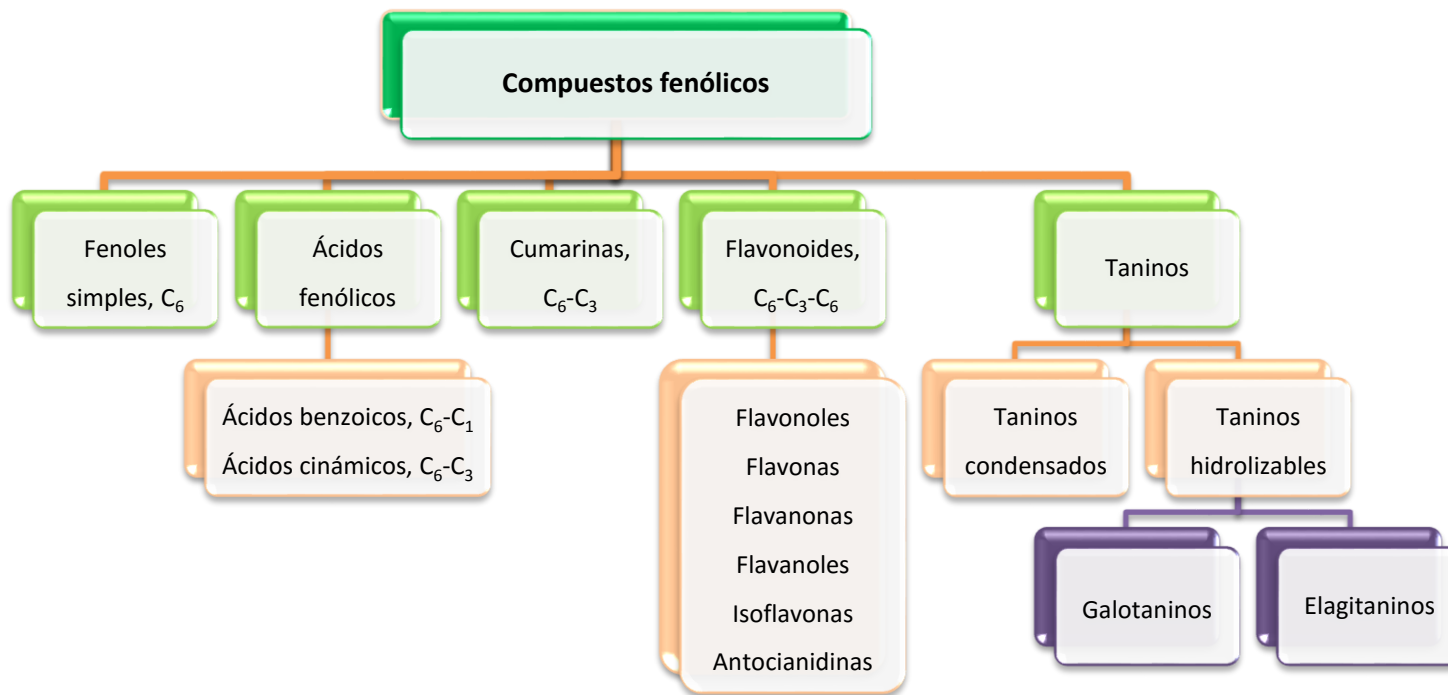 Compuestos fenólicos
Fenoles
simples, C₆
Ácidos
fenólicos
Cumarinas,
C₆-C₃
Flavonoides,
C₆-C₃-C₆
Taninos
Ácidos benzoicos, C₆-C₁
Ácidos cinámicos, C₆-C₃
Flavonoles
Flavonas
Flavanonas
Flavanoles
Isoflavonas
Antocianidinas
Taninos
condensados
Taninos
hidrolizables
Galotaninos
Elagitaninos